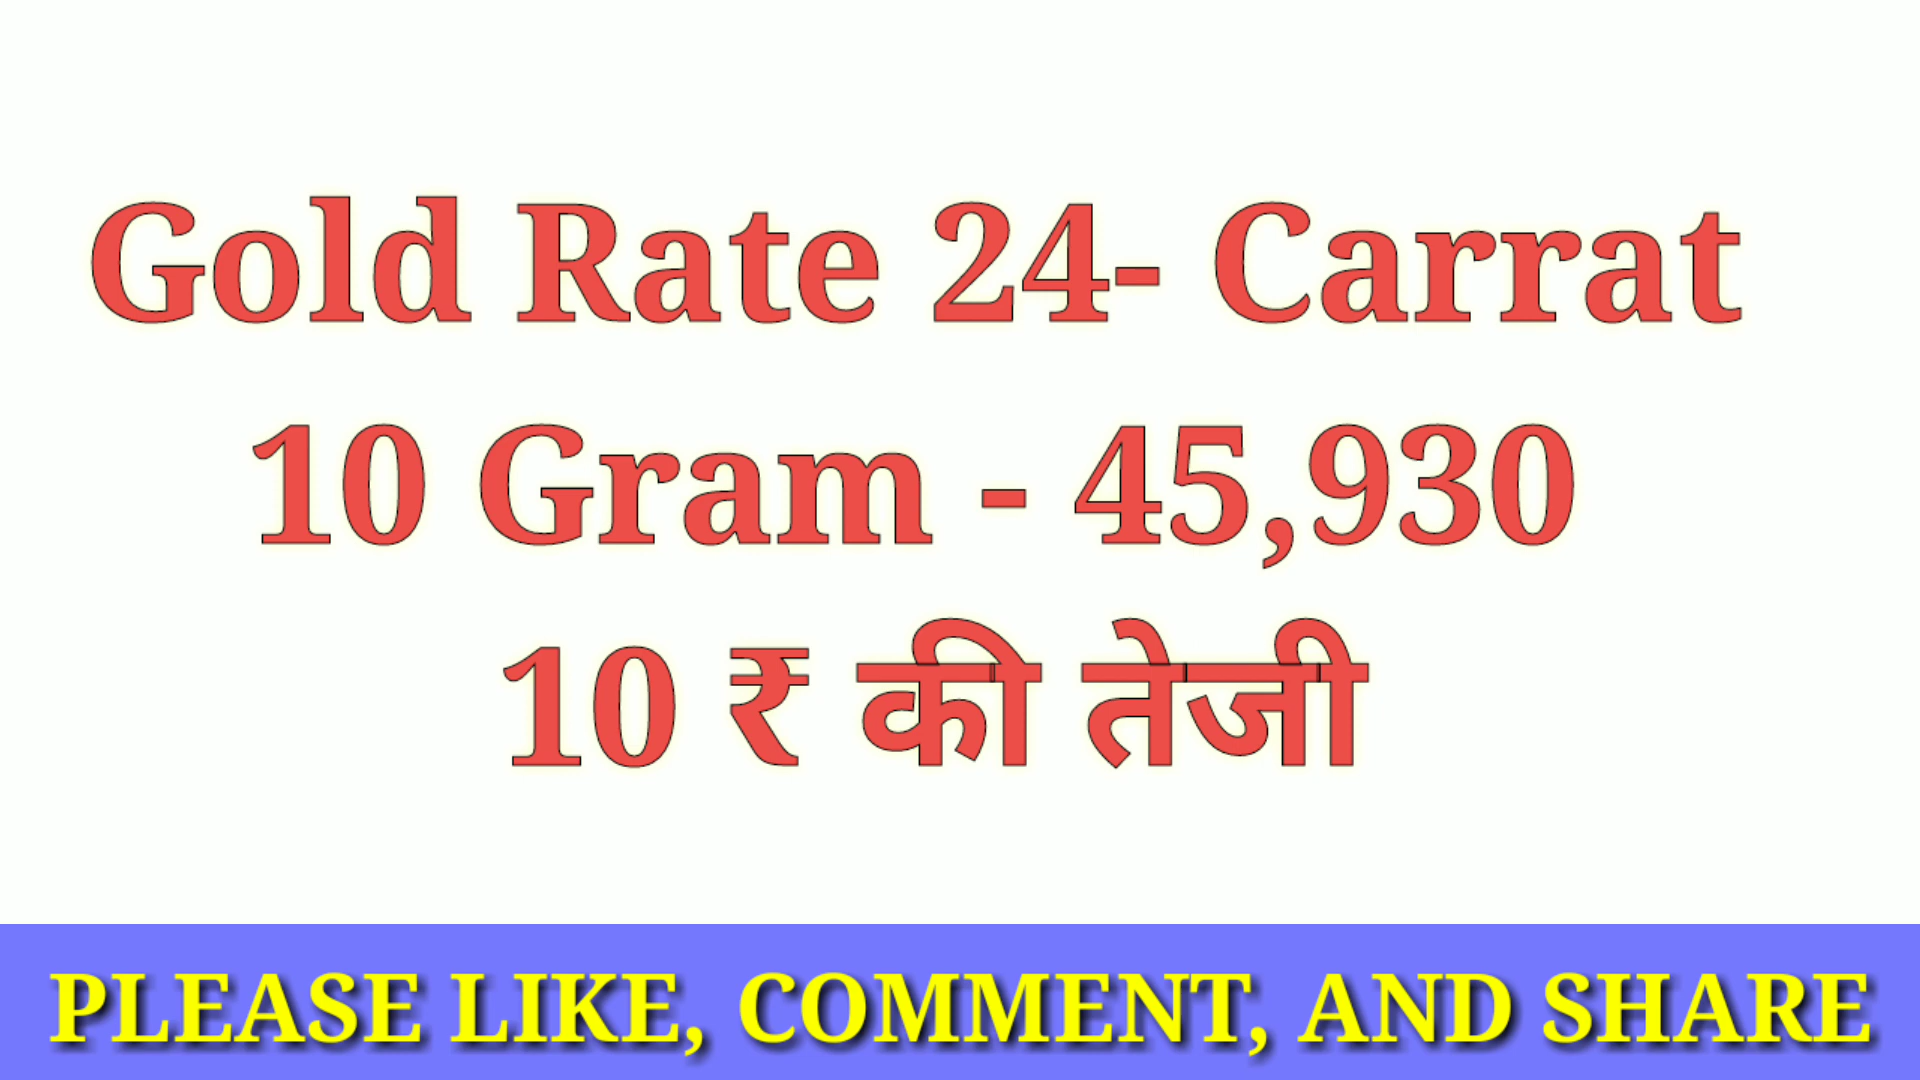 Gold Rate 24- Carrat
10 Gram - 45,930
10 ₹ की तेजी
PLEASE LIKE, COMMENT, AND SHARE